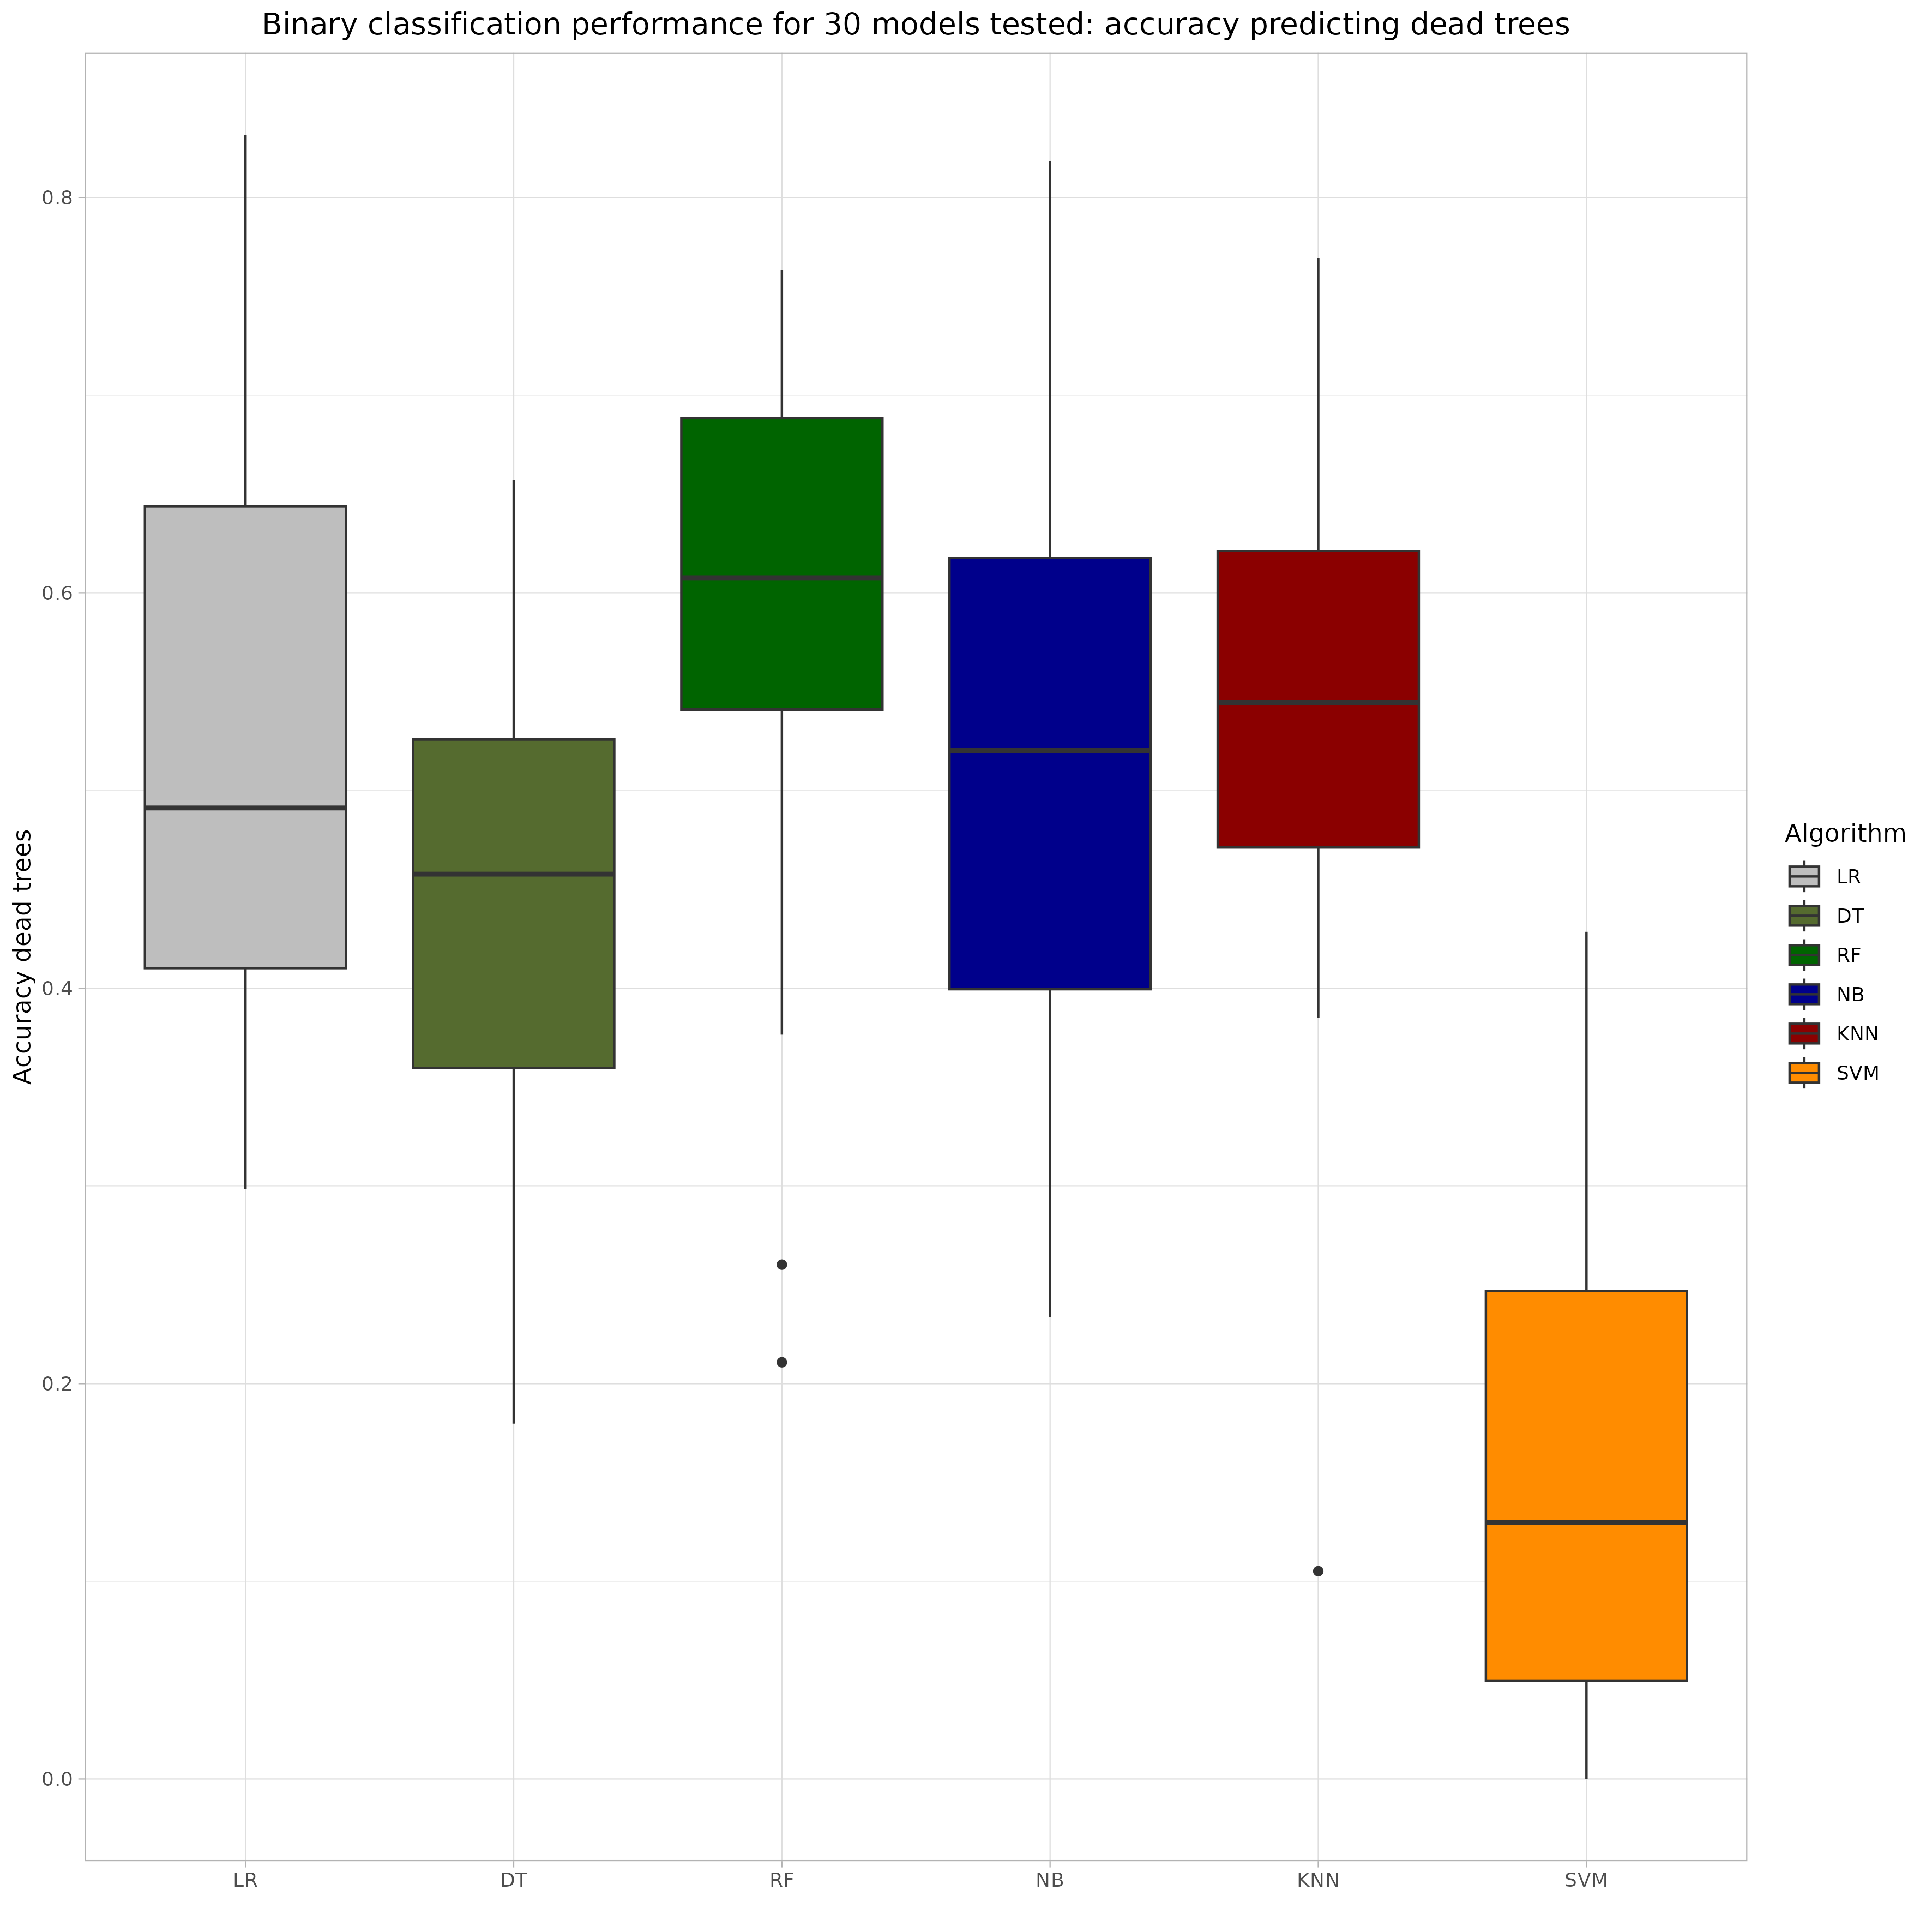 Binary classification performance for 30 models tested: accuracy predicting dead trees
Accuracy dead trees
0.8
0.6
0.4
0.2
0.0
LR
DT
RF
NB
KNN
SVM
Algorithm
LR
DT
RF
NB
KNN
SVM